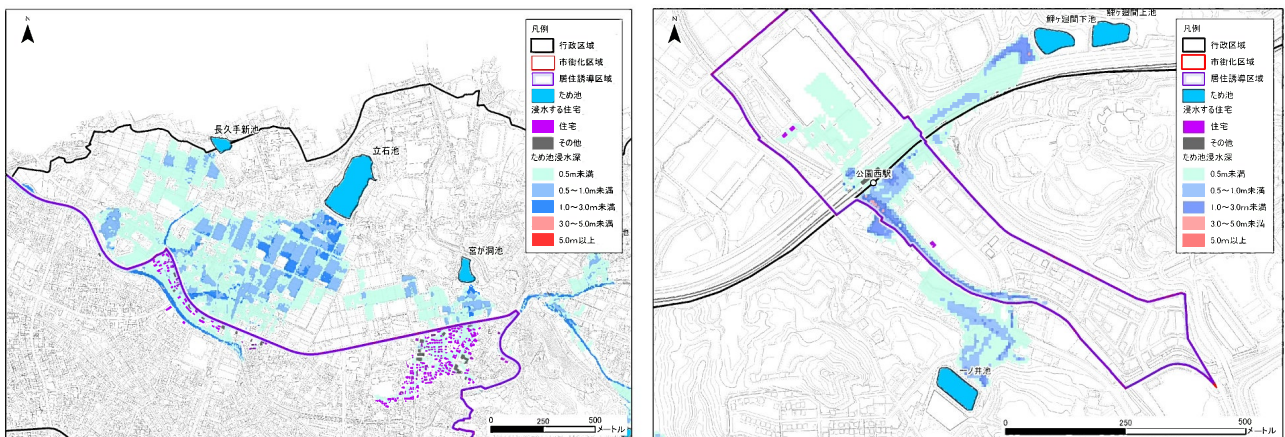 N
長久手新池
立石池
宮が洞池
凡例
行政区域
市街化区域
居住誘導区域
ため池
浸水する住宅
住宅
その他
ため池浸水深
0.5m未満
0.5～1.0m未満
1.0～3.0m未満
3.0～5.0m未満
5.0m以上
0 250 500
メートル
N
鯉ヶ廻間下池
鯉ヶ廻間上池
公園西駅
一ノ井池
凡例
行政区域
市街化区域
居住誘導区域
ため池
浸水する住宅
住宅
その他
ため池浸水深
0.5m未満
0.5～1.0m未満
1.0～3.0m未満
3.0～5.0m未満
5.0m以上
0 250 500
メートル